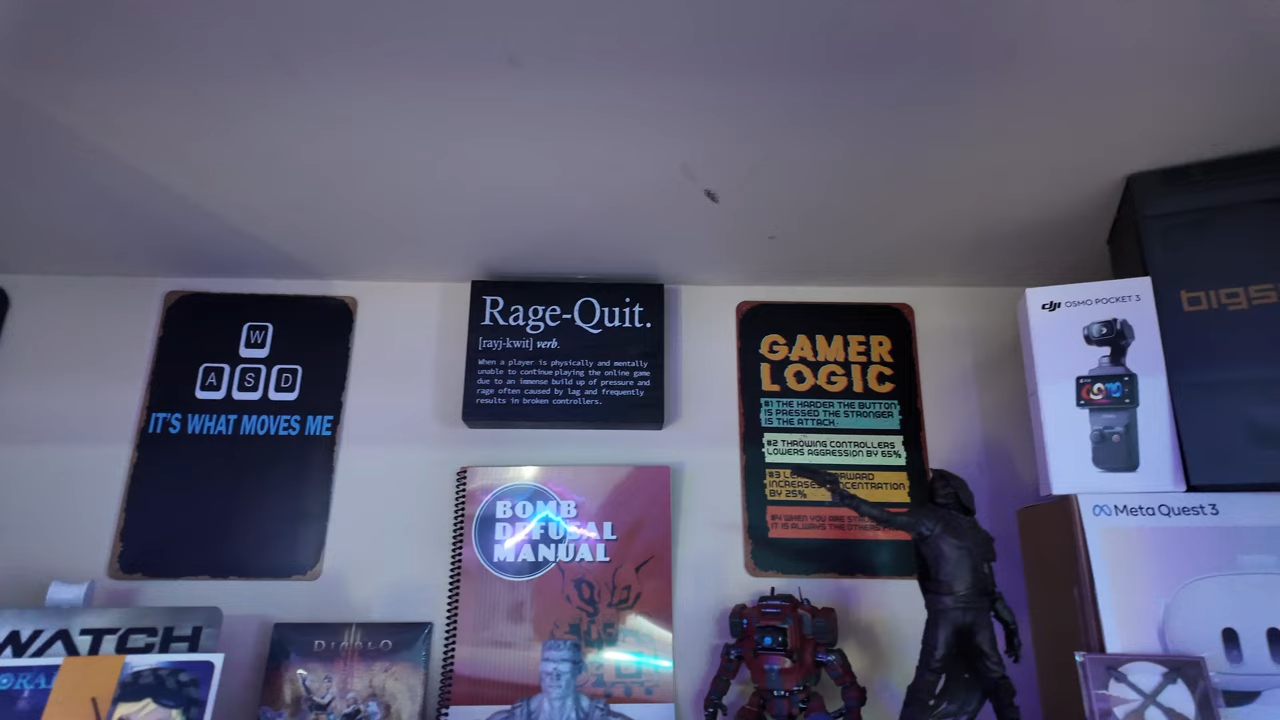 W
A S D
IT'S WHAT MOVES ME
Rage-Quit.
[rayj-kwit] verb.
When a player is physically and mentally
unable to continue playing the online game
due to an immense build up of pressure and
rage often caused by lag and frequently
results in broken controllers.
GAMER
LOGIC
#1 THE HARDER THE BUTTON
IS PRESSED THE STRONGER
IS THE ATTACK.
#2 THROWING CONTROLLERS
LOWERS AGGRESSION BY 65%
#3
INCREASES
BY 25%
#4 WHEN YOU ARE
IT IS ALWAYS THE
BOMB
DEFUSAL
MANUAL
dji OSMO POCKET 3
bigs
Meta Quest 3
WATCH
DIABLO